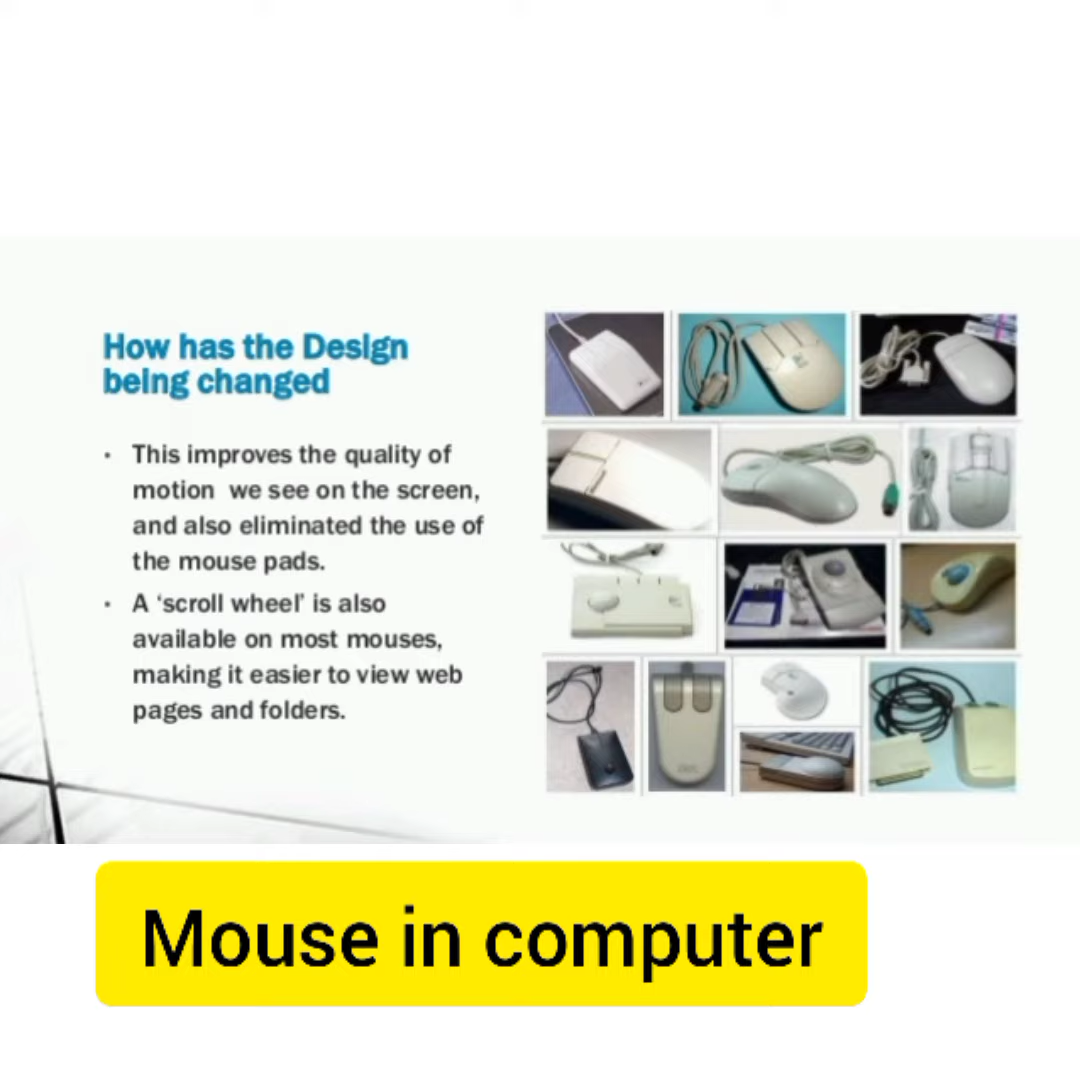 How has the Design
being changed
• This improves the quality of
motion we see on the screen,
and also eliminated the use of
the mouse pads.
• A ‘scroll wheel’ is also
available on most mouses,
making it easier to view web
pages and folders.
Mouse in computer